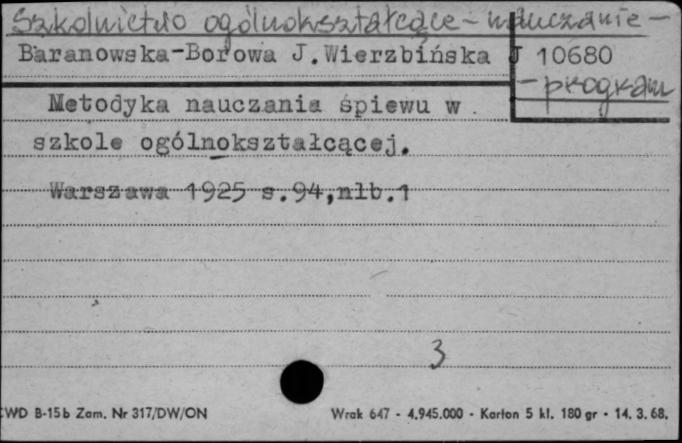 Szkolnictwo ogólnokształcące - nauczanie -
Baranowska-Borowa J.Wierzbińska J 10680
- program
Metodyka nauczania śpiewu w
szkole ogólnokształcącej.
Warszawa 1925 s.94,nlb.1
3
WD B-15b Zam. Nr 317/DW/ON Wrak 647 - 4.945.000 - Karton 5 kl. 180 gr - 14. 3. 68.